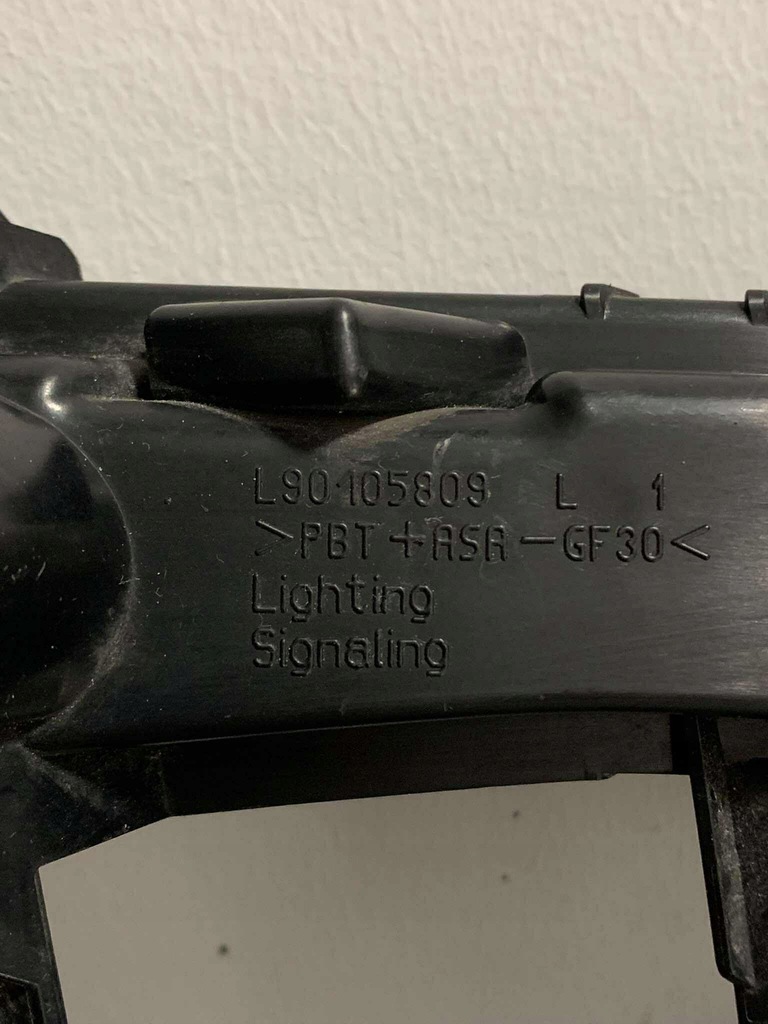 L90105809 L 1
>PBT+ASA-GF30<
Lighting
Signaling